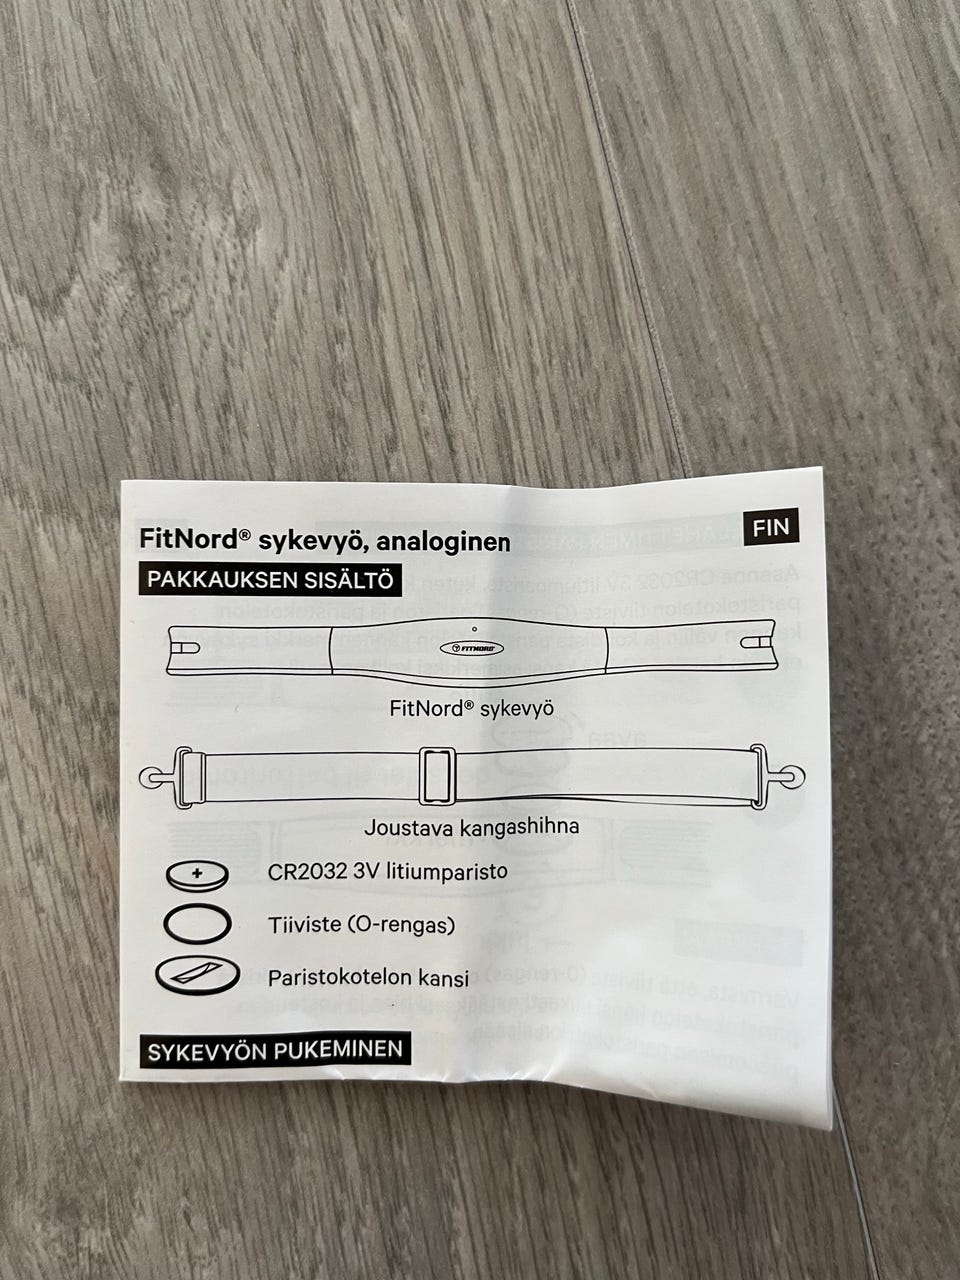 FitNord® sykevyö, analoginen
FIN
PAKKAUKSEN SISÄLTÖ
FITNORD
FitNord® sykevyö
Joustava kangashihna
+
CR2032 3V litiumparisto
Tiiviste (O-rengas)
Paristokotelon kansi
SYKEVYÖN PUKEMINEN